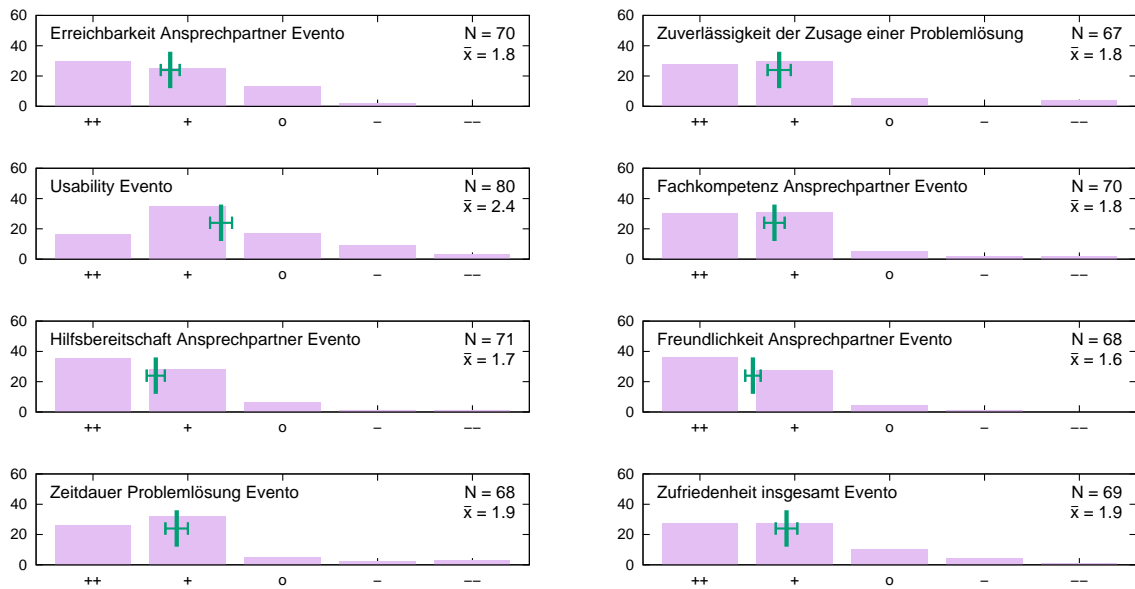 60
Erreichbarkeit Ansprechpartner Evento
N = 70
40
x̄ = 1.8
20
0
++ + o − −−
60
Zuverlässigkeit der Zusage einer Problemlösung
N = 67
40
x̄ = 1.8
20
0
++ + o − −−
60
Usability Evento
N = 80
40
x̄ = 2.4
20
0
++ + o − −−
60
Fachkompetenz Ansprechpartner Evento
N = 70
40
x̄ = 1.8
20
0
++ + o − −−
60
Hilfsbereitschaft Ansprechpartner Evento
N = 71
40
x̄ = 1.7
20
0
++ + o − −−
60
Freundlichkeit Ansprechpartner Evento
N = 68
40
x̄ = 1.6
20
0
++ + o − −−
60
Zeitdauer Problemlösung Evento
N = 68
40
x̄ = 1.9
20
0
++ + o − −−
60
Zufriedenheit insgesamt Evento
N = 69
40
x̄ = 1.9
20
0
++ + o − −−